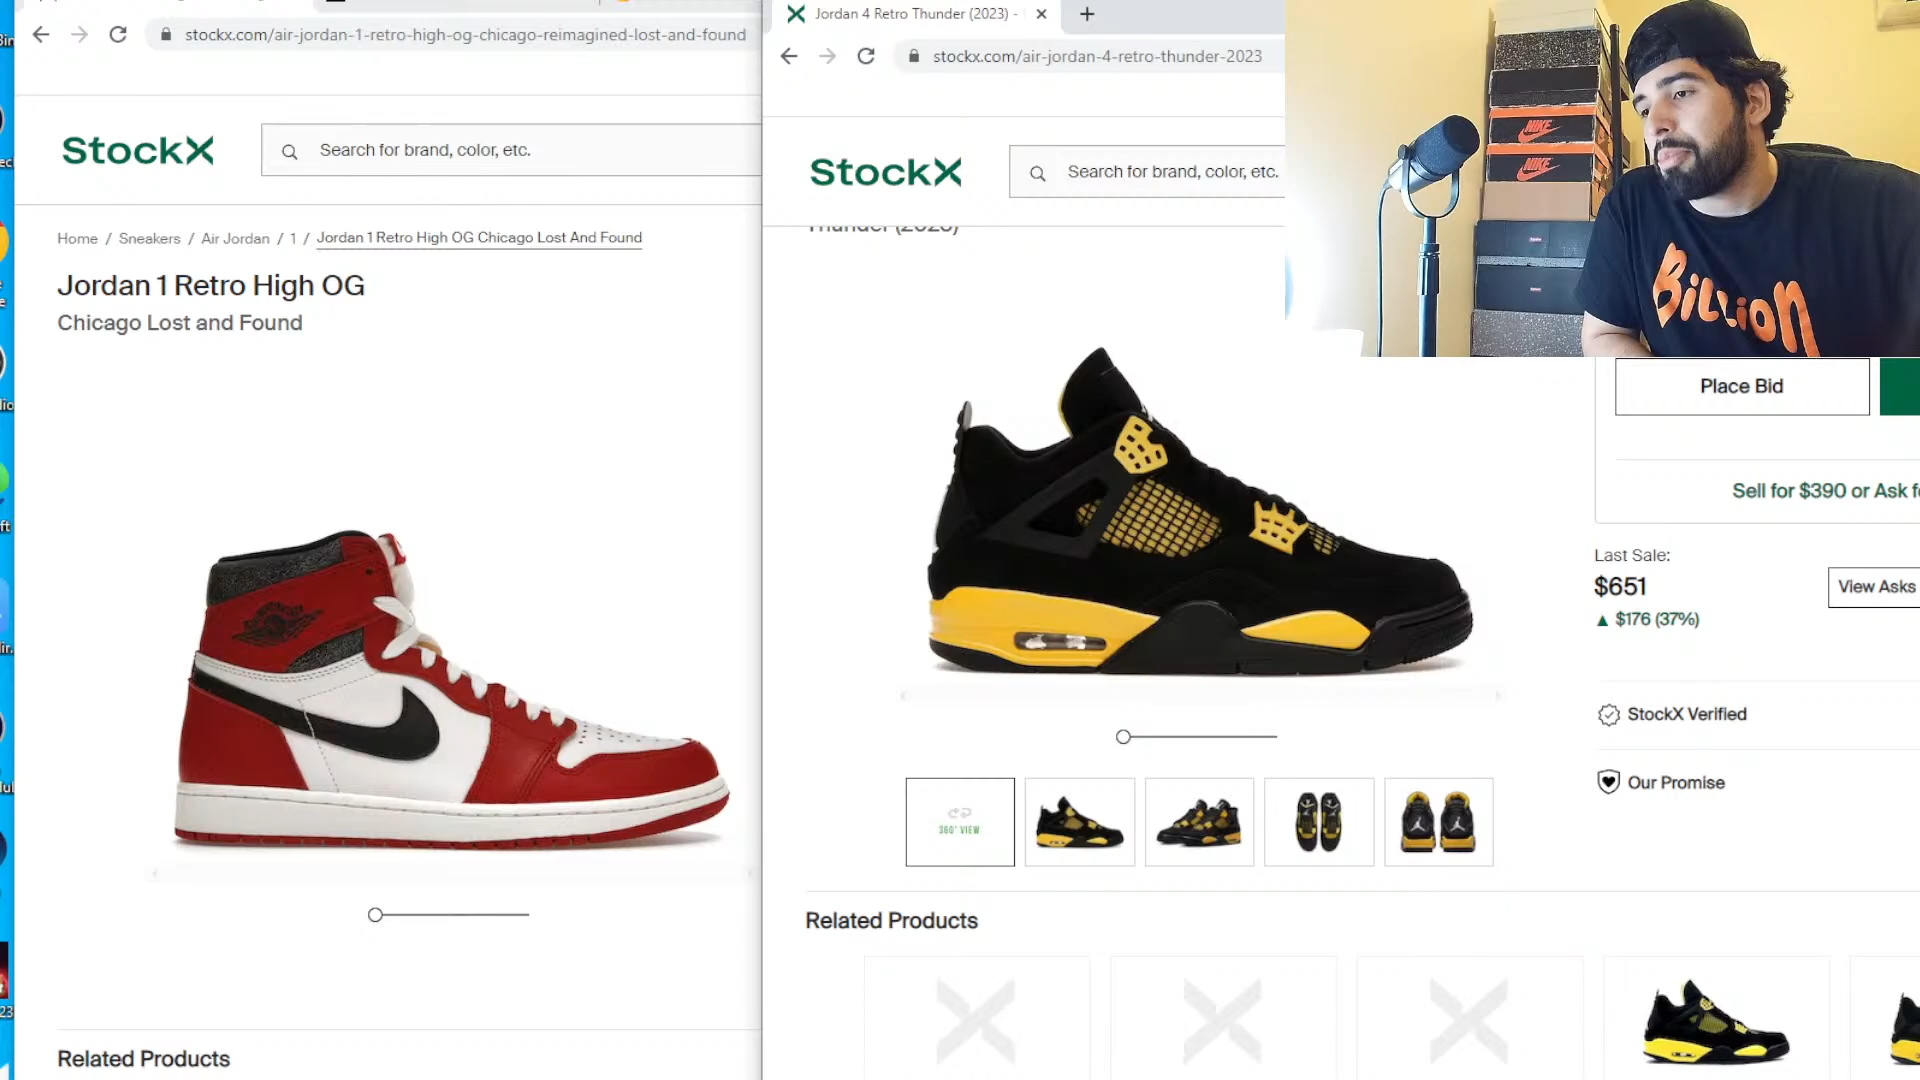 stockx.com/air-jordan-1-retro-high-og-chicago-reimagined-lost-and-found
StockX
Search for brand, color, etc.
Home / Sneakers / Air Jordan / 1 / Jordan 1 Retro High OG Chicago Lost And Found
Jordan 1 Retro High OG
Chicago Lost and Found
Related Products
Jordan 4 Retro Thunder (2023) -
stockx.com/air-jordan-4-retro-thunder-2023
StockX
Search for brand, color, etc.
Thunder (2023)
NIKE
NIKE
Billion
Place Bid
Sell for $390 or Ask f
Last Sale:
$651
▲ $176 (37%)
View Asks
StockX Verified
Our Promise
360° VIEW
Related Products